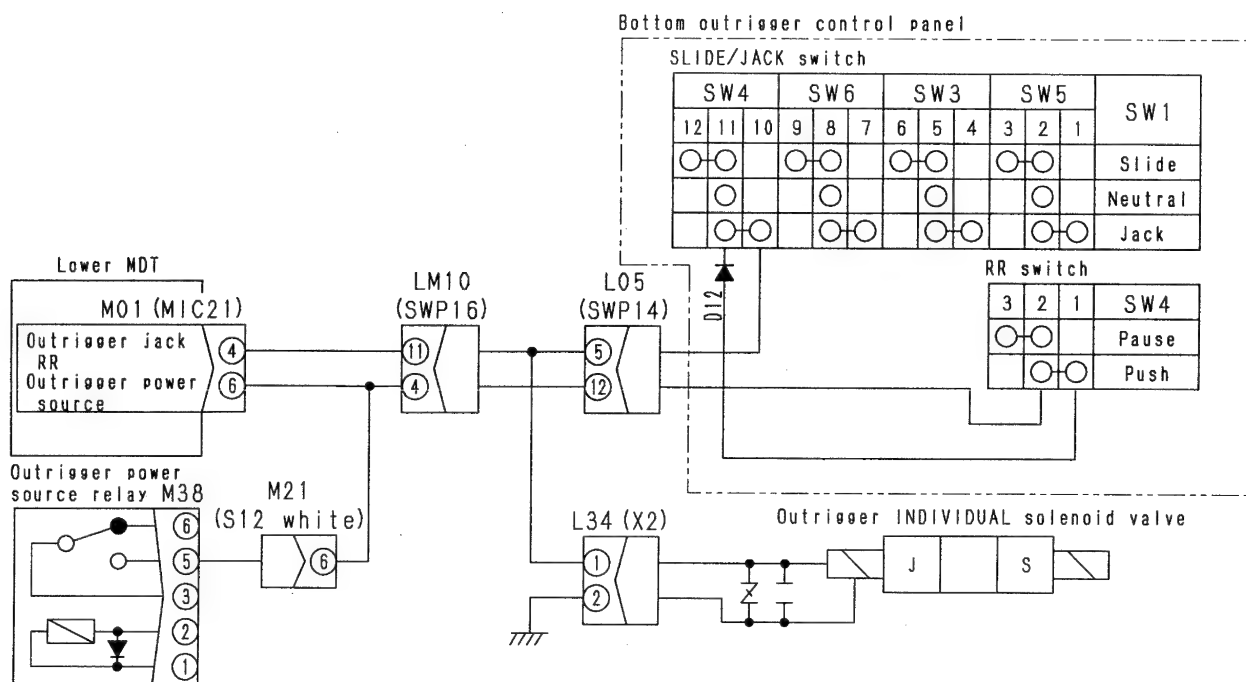 Bottom outrigger control panel
SLIDE/JACK switch
SW4 SW6 SW3 SW5 SW1
12 11 10 9 8 7 6 5 4 3 2 1
Slide
Neutral
Jack
RR switch
3 2 1 SW4
Pause
Push
D12
Lower MDT
M01 (MIC21)
Outrigger jack
RR
Outrigger power
source
4
6
LM10
(SWP16)
11
4
L05
(SWP14)
5
12
Outrigger power
source relay M38
6
5
3
2
1
M21
(S12 white)
6
L34 (X2)
1
2
Outrigger INDIVIDUAL solenoid valve
J S